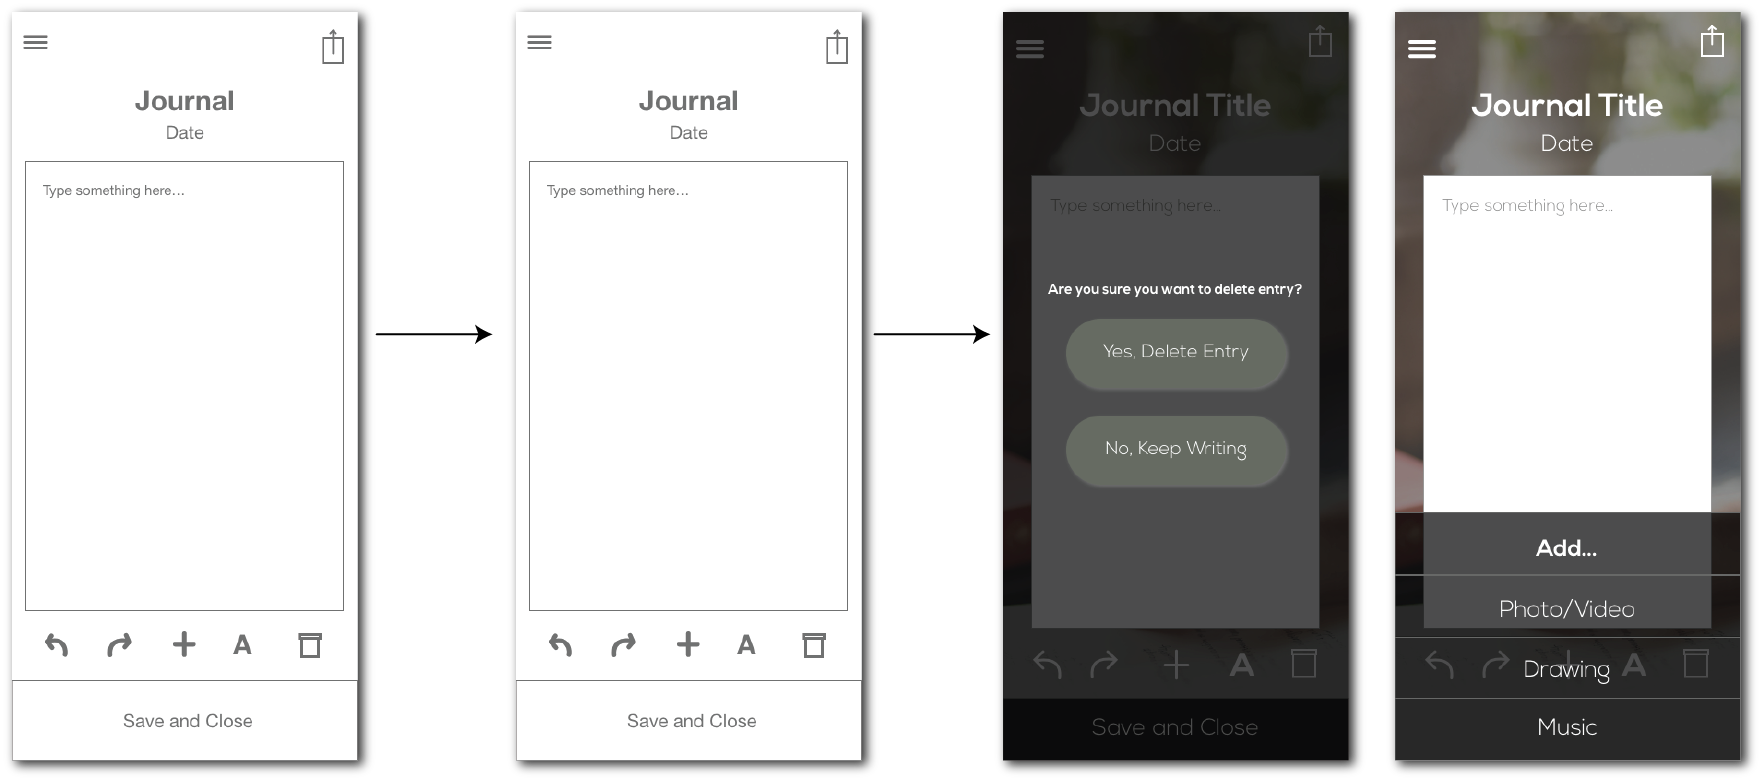 Journal
Date
Type something here...
A
Save and Close
Journal
Date
Type something here...
A
Save and Close
Journal Title
Date
Type something here...
Are you sure you want to delete entry?
Yes, Delete Entry
No, Keep Writing
A
Save and Close
Journal Title
Date
Type something here...
Add...
Photo/Video
A
Drawing
Music